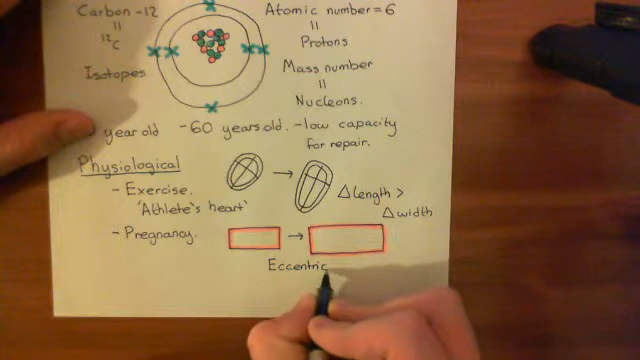 Carbon-12
=
12C
Isotopes
Atomic number = 6
=
Protons
Mass number
=
Nucleons.
year old - 60 years old. - low capacity
for repair.
Physiological
- Exercise.
'Athlete's heart'
- Pregnancy.
Δ length >
Δ width
Eccentric